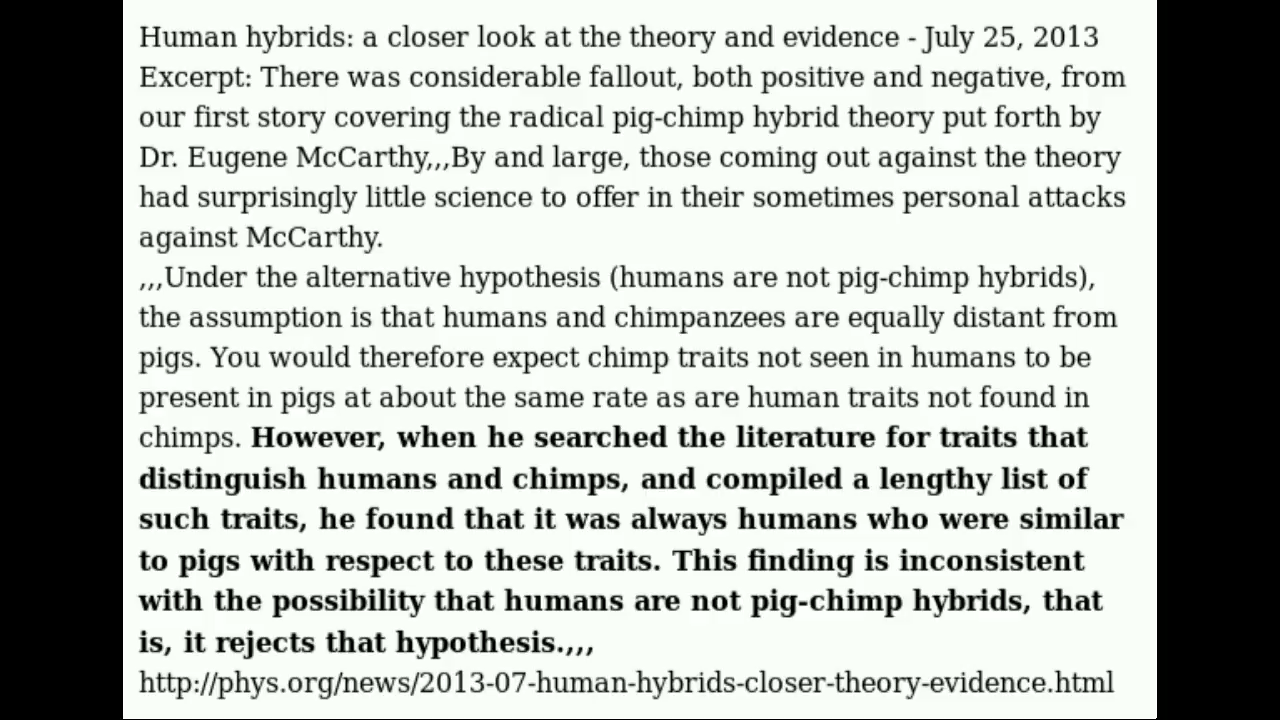 Human hybrids: a closer look at the theory and evidence - July 25, 2013
Excerpt: There was considerable fallout, both positive and negative, from
our first story covering the radical pig-chimp hybrid theory put forth by
Dr. Eugene McCarthy,,,By and large, those coming out against the theory
had surprisingly little science to offer in their sometimes personal attacks
against McCarthy.
,,,Under the alternative hypothesis (humans are not pig-chimp hybrids),
the assumption is that humans and chimpanzees are equally distant from
pigs. You would therefore expect chimp traits not seen in humans to be
present in pigs at about the same rate as are human traits not found in
chimps. However, when he searched the literature for traits that
distinguish humans and chimps, and compiled a lengthy list of
such traits, he found that it was always humans who were similar
to pigs with respect to these traits. This finding is inconsistent
with the possibility that humans are not pig-chimp hybrids, that
is, it rejects that hypothesis.,,,
http://phys.org/news/2013-07-human-hybrids-closer-theory-evidence.html